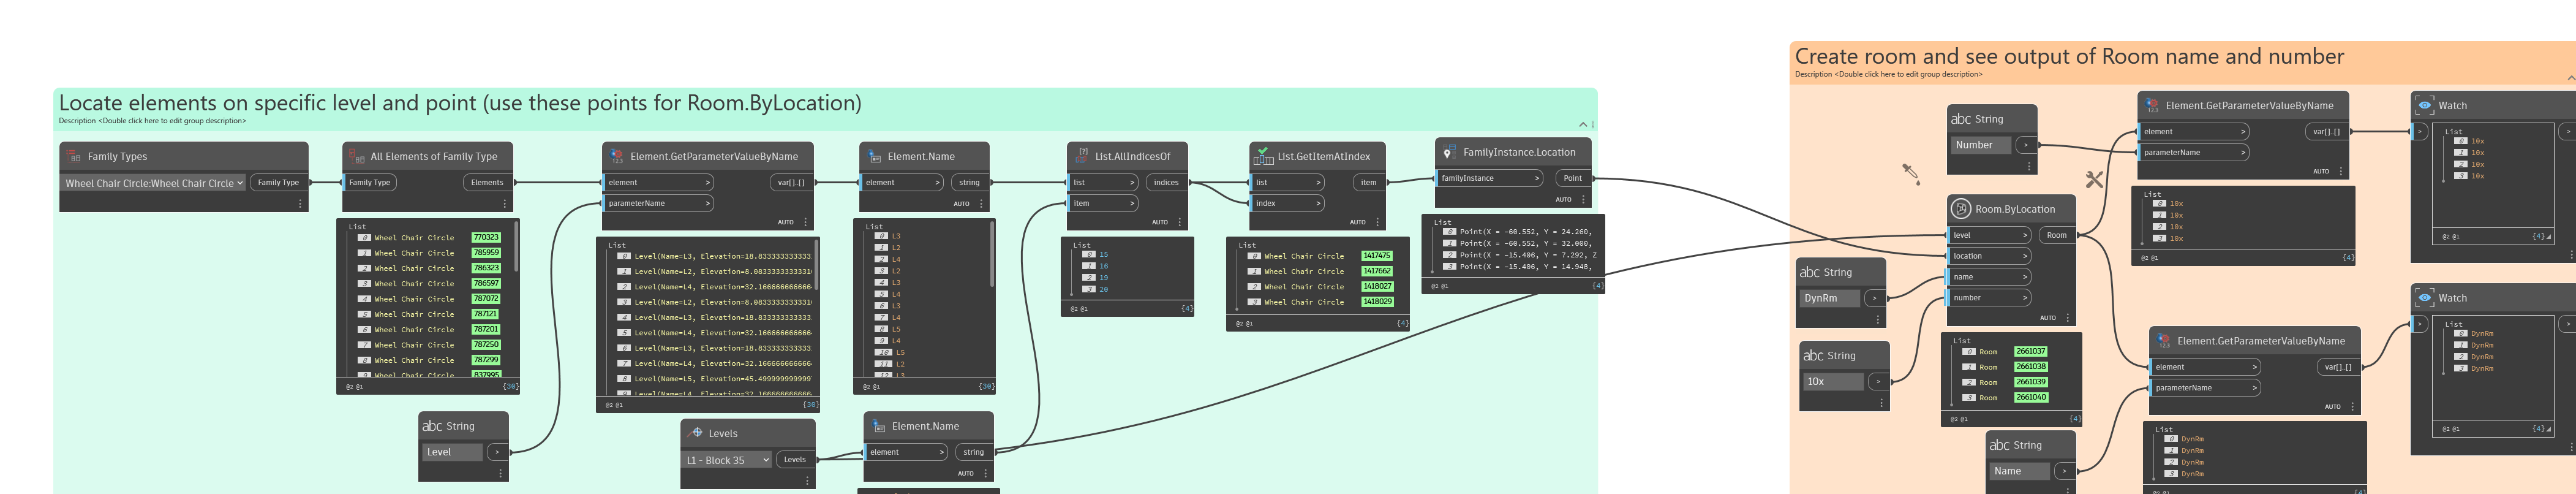 Locate elements on specific level and point (use these points for Room.ByLocation)
Description <Double click here to edit group description>
Family Types
Wheel Chair Circle:Wheel Chair Circle
Family Type
All Elements of Family Type
Family Type
Elements
List
0 Wheel Chair Circle 770323
1 Wheel Chair Circle 785959
2 Wheel Chair Circle 786323
3 Wheel Chair Circle 786597
4 Wheel Chair Circle 787072
5 Wheel Chair Circle 787121
6 Wheel Chair Circle 787201
7 Wheel Chair Circle 787250
8 Wheel Chair Circle 787299
9 Wheel Chair Circle 837995
@2 @1 {30}
abc String
Level >
Element.GetParameterValueByName
element >
var[]..[]
parameterName >
AUTO
List
0 Level(Name=L3, Elevation=18.833333333333
1 Level(Name=L2, Elevation=8.0833333333331
2 Level(Name=L4, Elevation=32.166666666666
3 Level(Name=L2, Elevation=8.0833333333331
4 Level(Name=L3, Elevation=18.833333333333
5 Level(Name=L4, Elevation=32.166666666666
6 Level(Name=L3, Elevation=18.833333333333
7 Level(Name=L4, Elevation=32.166666666666
8 Level(Name=L5, Elevation=45.499999999999
9 Level(Name=L4, Elevation=32.166666666666
@2 @1 {30}
Levels
L1 - Block 35
Levels
Element.Name
element >
string
AUTO
List
0 L3
1 L2
2 L4
3 L2
4 L3
5 L4
6 L3
7 L4
8 L5
9 L4
10 L5
11 L2
12 L3
@2 @1 {30}
Element.Name
element >
string
AUTO
List.AllIndicesOf
list >
indices
item >
AUTO
List
0 15
1 16
2 19
3 20
@2 @1 {4}
List.GetItemAtIndex
list >
item
index >
AUTO
List
0 Wheel Chair Circle 1417475
1 Wheel Chair Circle 1417662
2 Wheel Chair Circle 1418027
3 Wheel Chair Circle 1418029
@2 @1 {4}
FamilyInstance.Location
familyInstance >
Point
AUTO
List
0 Point(X = -60.552, Y = 24.260,
1 Point(X = -60.552, Y = 32.000,
2 Point(X = -15.406, Y = 7.292, Z
3 Point(X = -15.406, Y = 14.948,
@2 @1 {4}
Create room and see output of Room name and number
Description <Double click here to edit group description>
abc String
Number >
abc String
DynRm >
abc String
10x >
Room.ByLocation
level >
Room
location >
name >
number >
AUTO
List
0 Room 2661037
1 Room 2661038
2 Room 2661039
3 Room 2661040
@2 @1 {4}
abc String
Name >
Element.GetParameterValueByName
element >
var[]..[]
parameterName >
AUTO
List
0 10x
1 10x
2 10x
3 10x
@2 @1 {4}
Element.GetParameterValueByName
element >
var[]..[]
parameterName >
AUTO
List
0 DynRm
1 DynRm
2 DynRm
3 DynRm
@2 @1 {4}
Watch
> >
List
0 10x
1 10x
2 10x
3 10x
@2 @1 {4}
Watch
> >
List
0 DynRm
1 DynRm
2 DynRm
3 DynRm
@2 @1 {4}